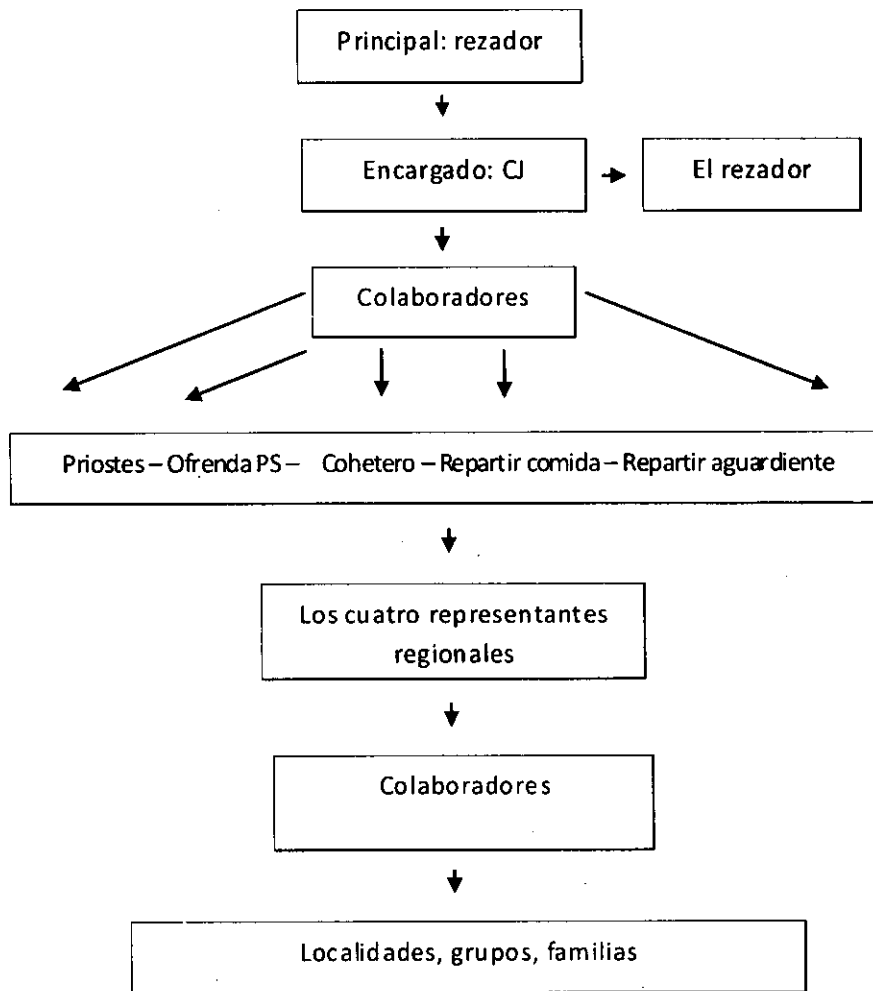 Principal: rezador
Encargado: CJ
El rezador
Colaboradores
Priostes – Ofrenda PS – Cohetero – Repartir comida – Repartir aguardiente
Los cuatro representantes
regionales
Colaboradores
Localidades, grupos, familias